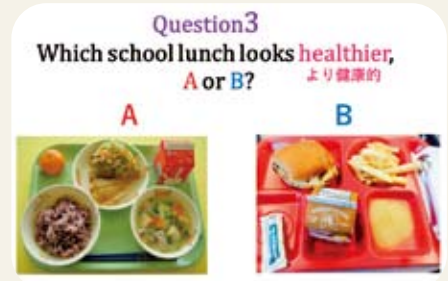 Question3
Which school lunch looks healthier,
より健康的
A or B?
A
B